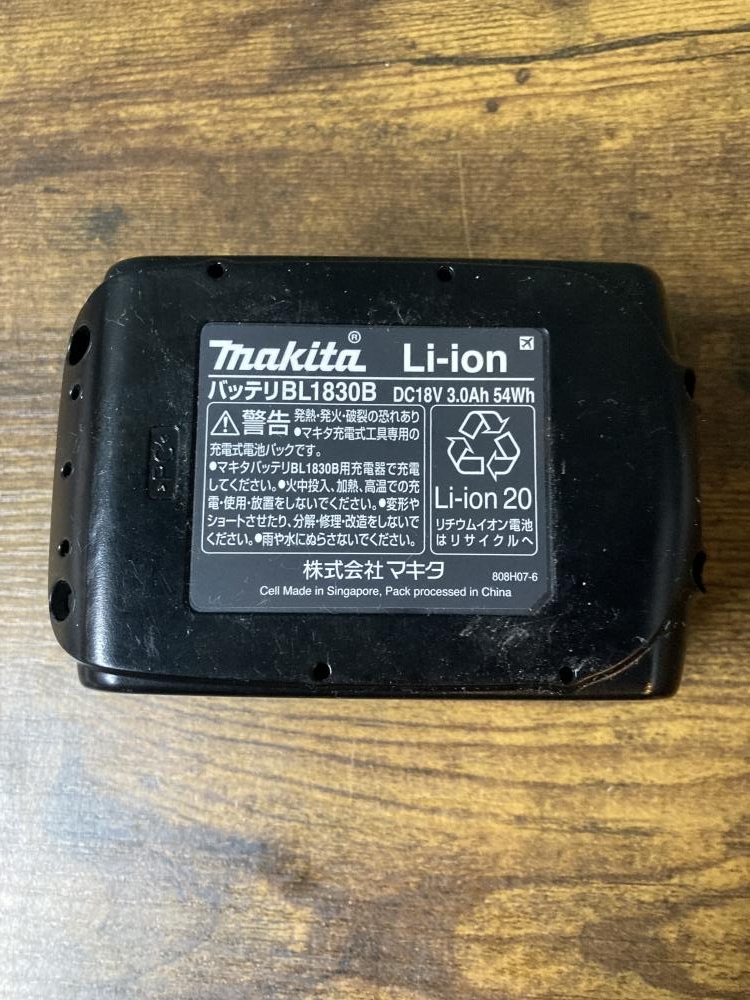 makita® Li-ion
バッテリBL1830B DC18V 3.0Ah 54Wh
警告 発熱・発火・破裂の恐れあり
●マキタ充電式工具専用の
充電式電池パックです。
●マキタバッテリBL1830B用充電器で充電
してください。●火中投入、加熱、高温での充
電・使用・放置をしないでください。●変形や
ショートさせたり、分解・修理・改造をしないで
ください。●雨や水にぬらさないでください。
Li-ion 20
リチウムイオン電池
はリサイクルへ
株式会社マキタ 808H07-6
Cell Made in Singapore, Pack processed in China